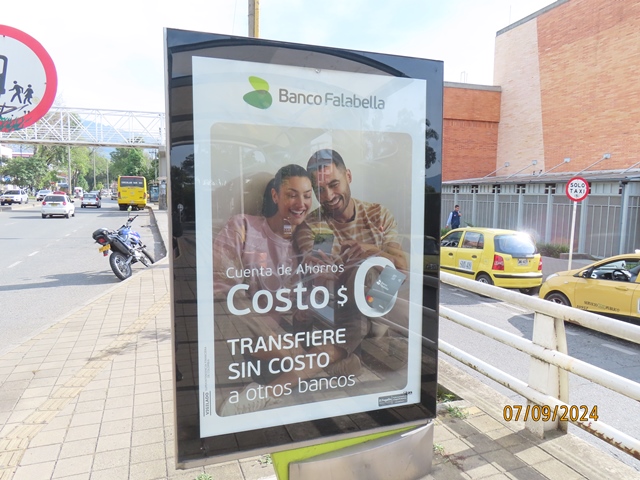 Banco Falabella
Cuenta de Ahorros
Costo $0
TRANSFIERE
SIN COSTO
a otros bancos
SOLO
TAXI
07/09/2024